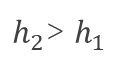 h₂ > h₁